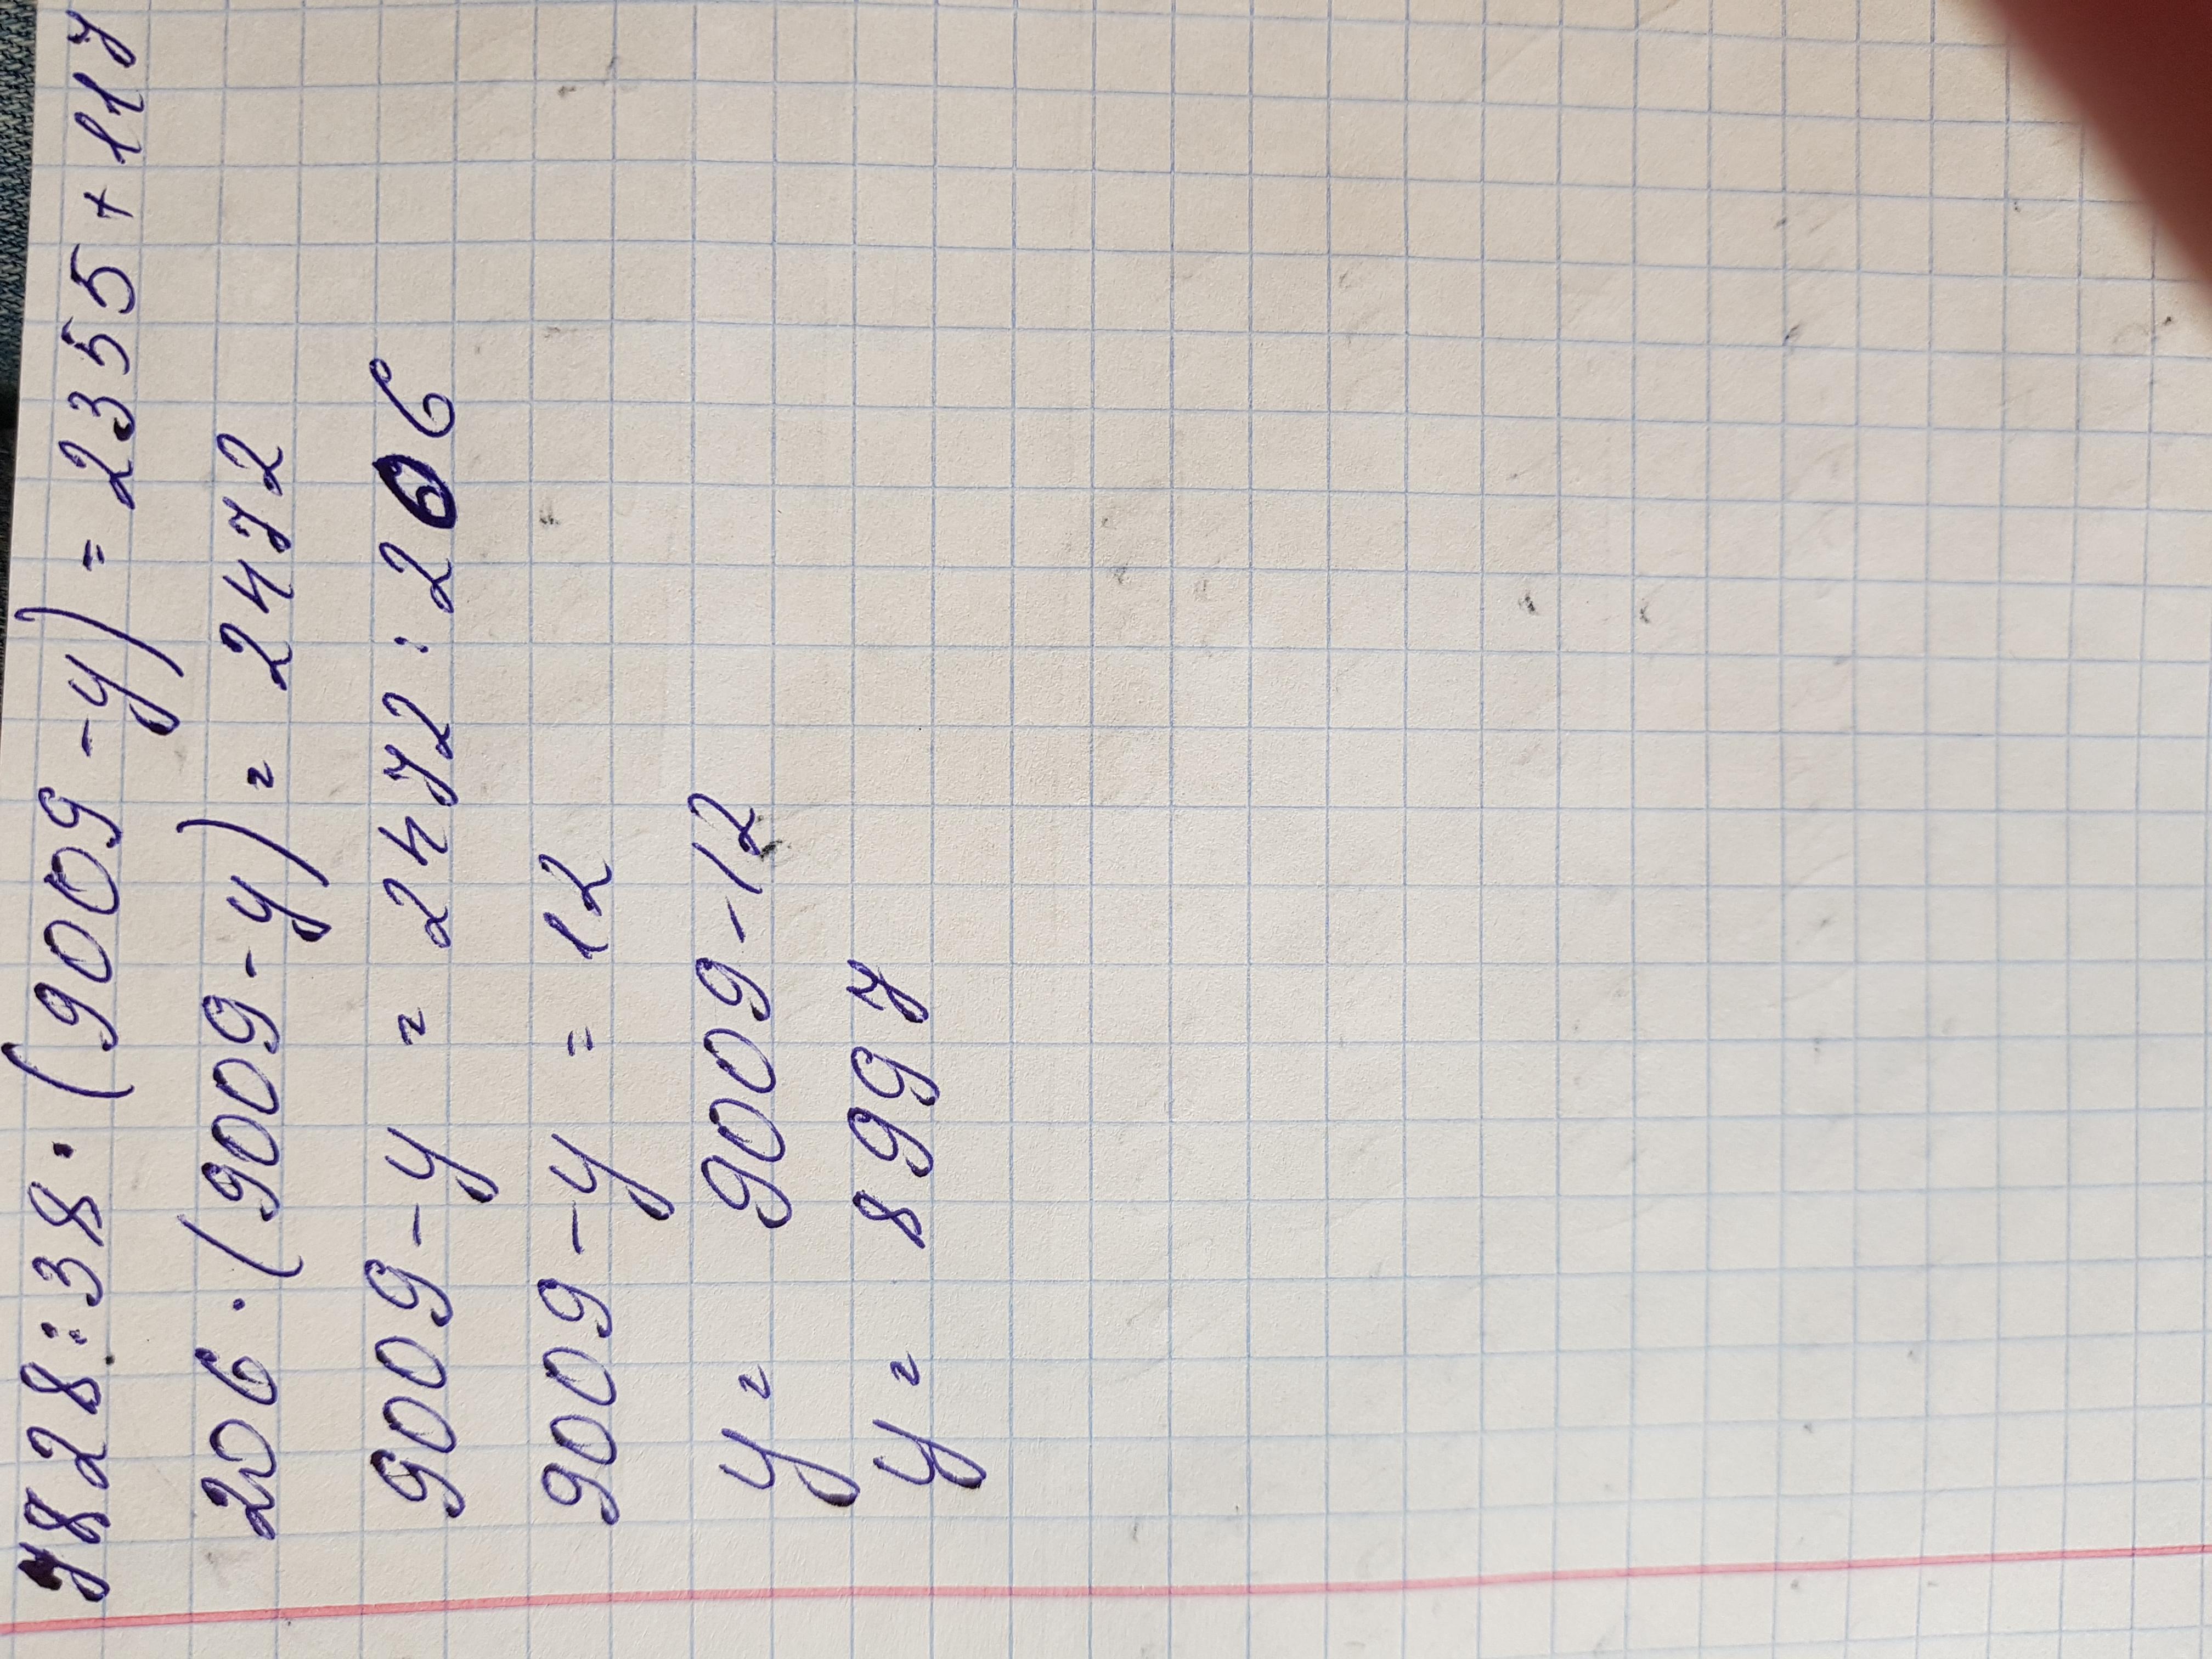 7828:38·(9009-y)=2355+117
206·(9009-y)=2472
9009-y=2472:206
9009-y=12
y=9009-12
y=8997